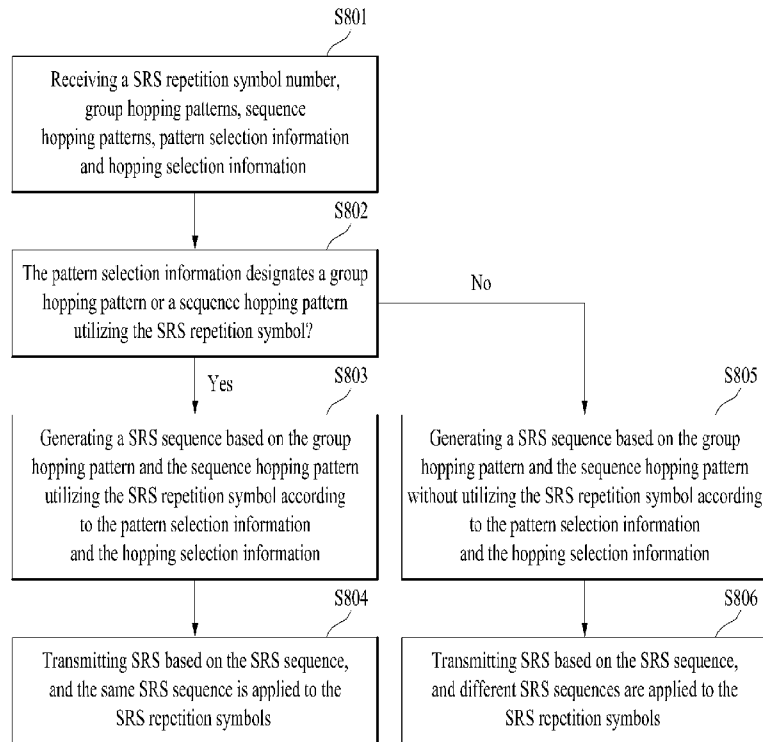 S801
Receiving a SRS repetition symbol number,
group hopping patterns, sequence
hopping patterns, pattern selection information
and hopping selection information
S802
The pattern selection information designates a group
hopping pattern or a sequence hopping pattern
utilizing the SRS repetition symbol?
No
Yes
S803
Generating a SRS sequence based on the group
hopping pattern and the sequence hopping pattern
utilizing the SRS repetition symbol according
to the pattern selection information
and the hopping selection information
S805
Generating a SRS sequence based on the group
hopping pattern and the sequence hopping pattern
without utilizing the SRS repetition symbol according
to the pattern selection information
and the hopping selection information
S804
Transmitting SRS based on the SRS sequence,
and the same SRS sequence is applied to the
SRS repetition symbols
S806
Transmitting SRS based on the SRS sequence,
and different SRS sequences are applied to the
SRS repetition symbols